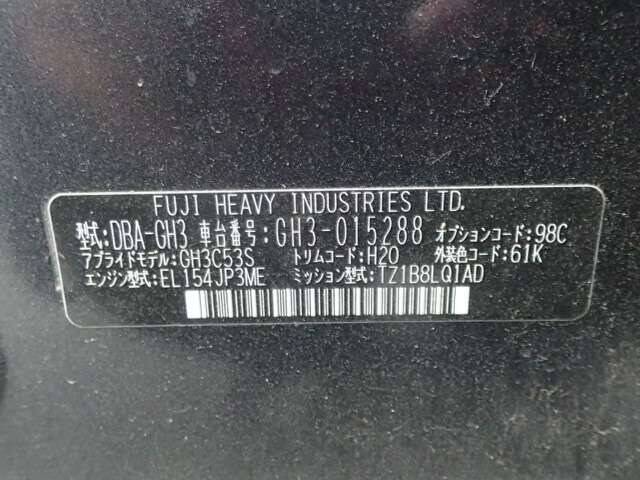 FUJI HEAVY INDUSTRIES LTD.
型式:DBA-GH3 車台番号:GH3-015288 オプションコード:98C
アプライドモデル:GH3C53S トリムコード:H20 外装色コード:61K
エンジン型式:EL154JP3ME ミッション型式:TZ1B8LQ1AD